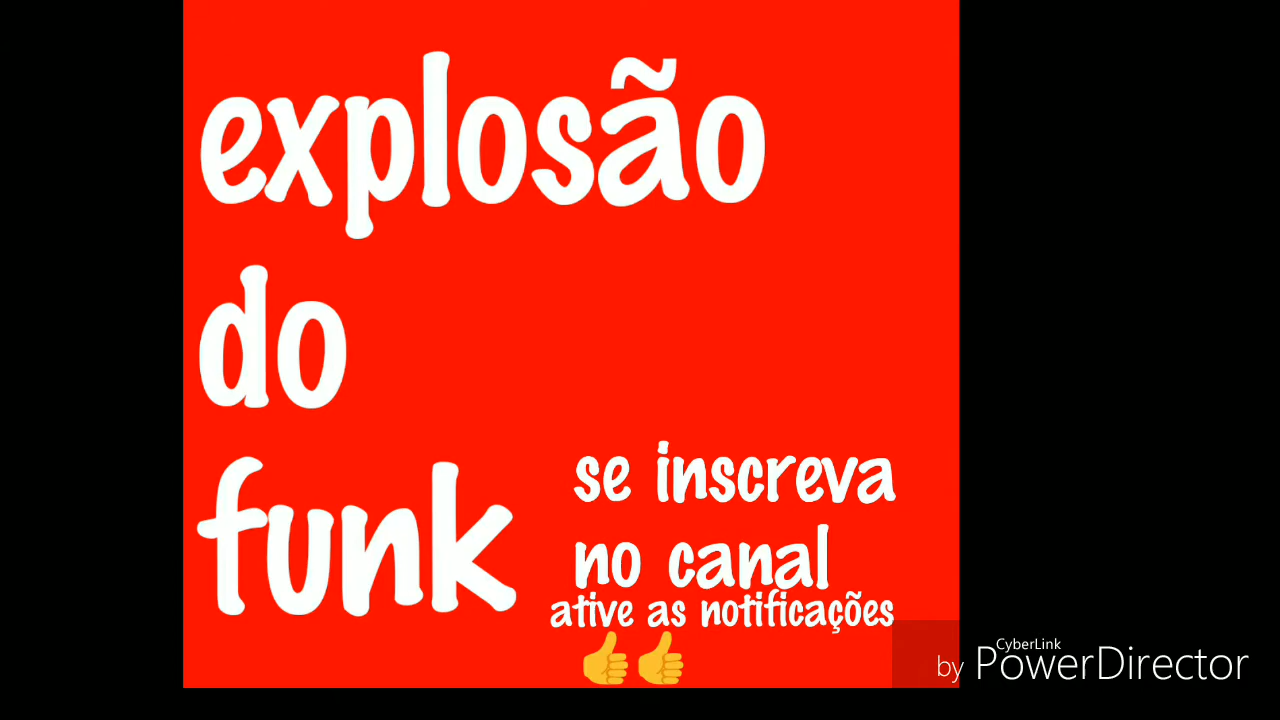 explosão
do
funk
se inscreva
no canal
ative as notificações
👍👍
CyberLink
by PowerDirector